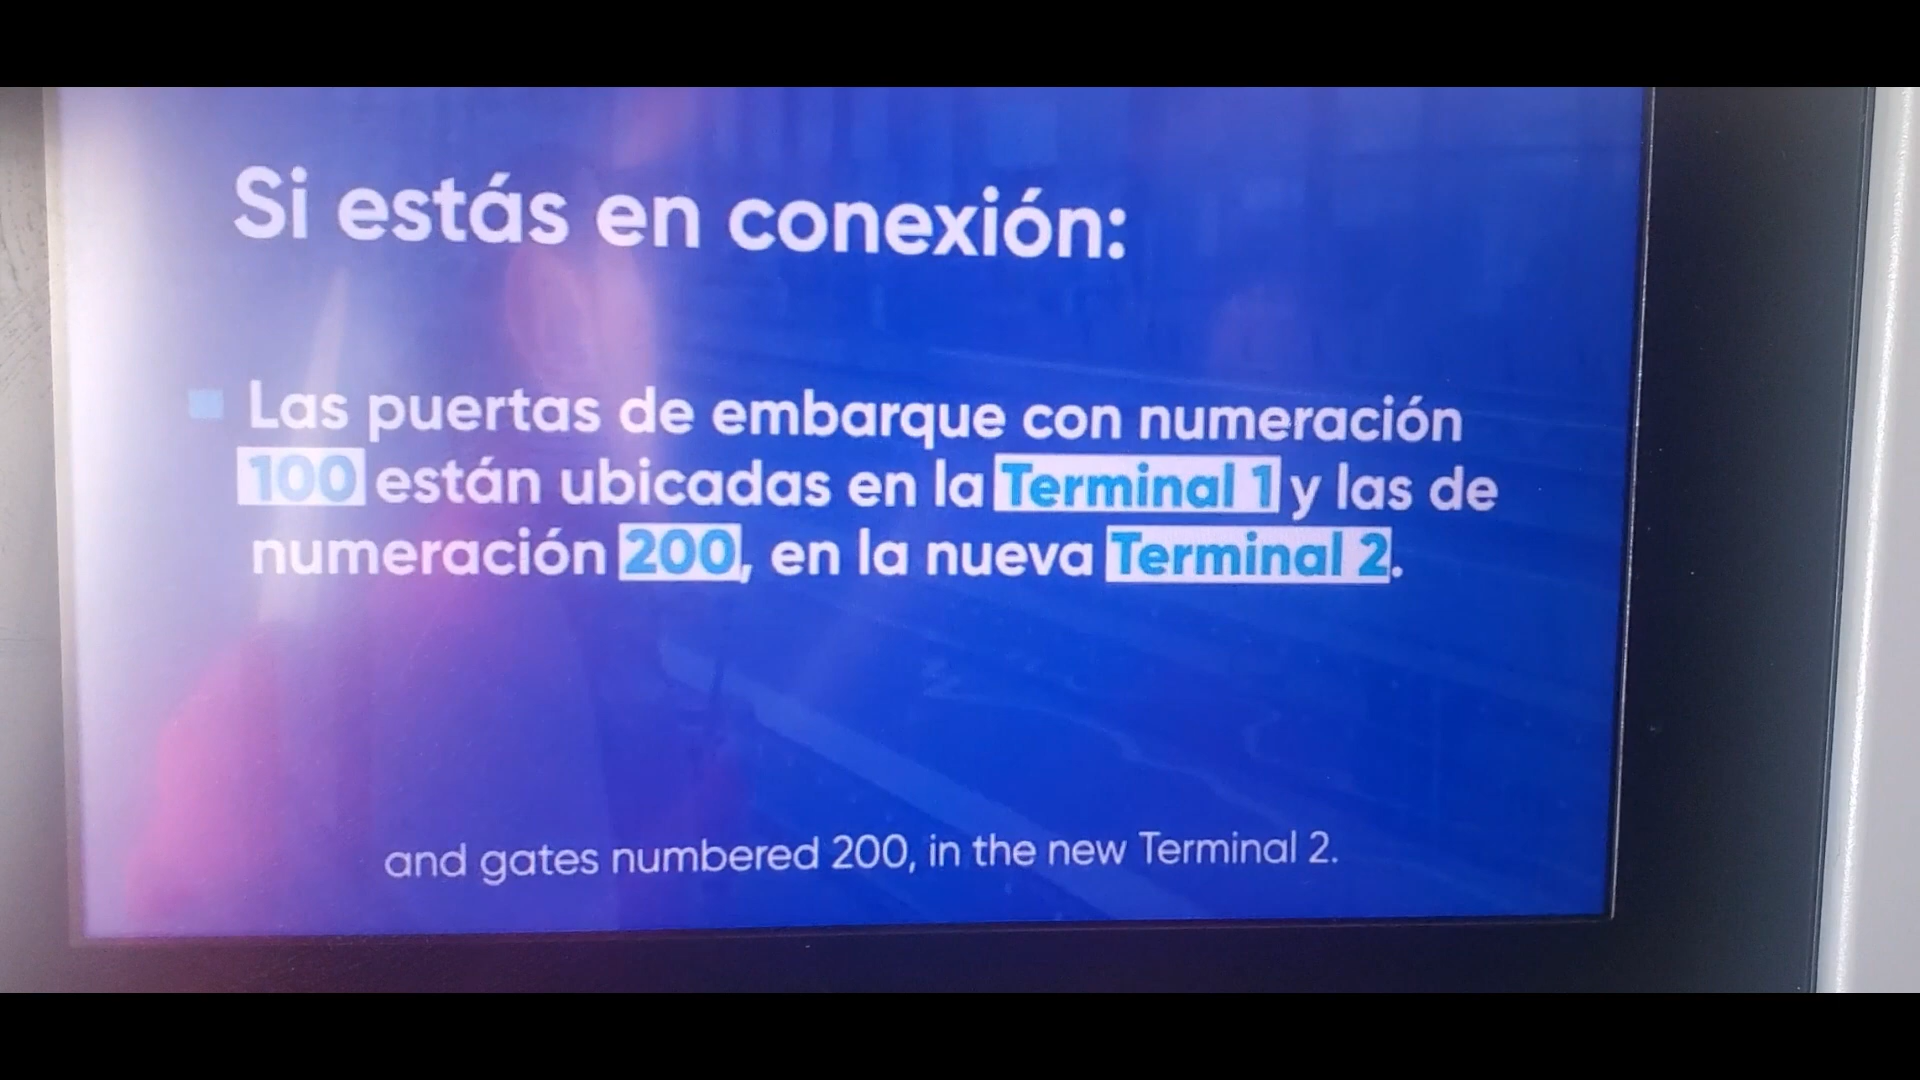 Si estás en conexión:
Las puertas de embarque con numeración
100 están ubicadas en la Terminal 1 y las de
numeración 200, en la nueva Terminal 2.
and gates numbered 200, in the new Terminal 2.